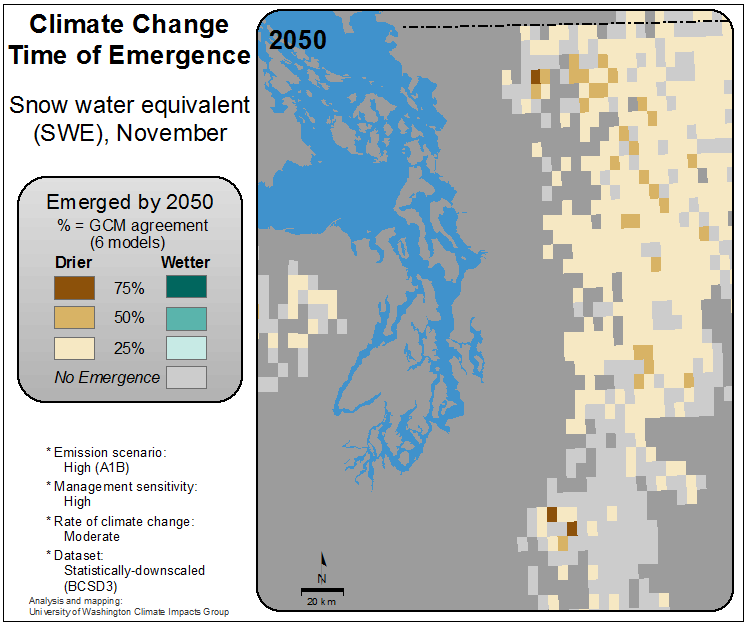 Climate Change
Time of Emergence
Snow water equivalent
(SWE), November
Emerged by 2050
% = GCM agreement
(6 models)
Drier Wetter
75%
50%
25%
No Emergence
* Emission scenario:
High (A1B)
* Management sensitivity:
High
* Rate of climate change:
Moderate
* Dataset:
Statistically-downscaled
(BCSD3)
Analysis and mapping:
University of Washington Climate Impacts Group
2050
N
20 km